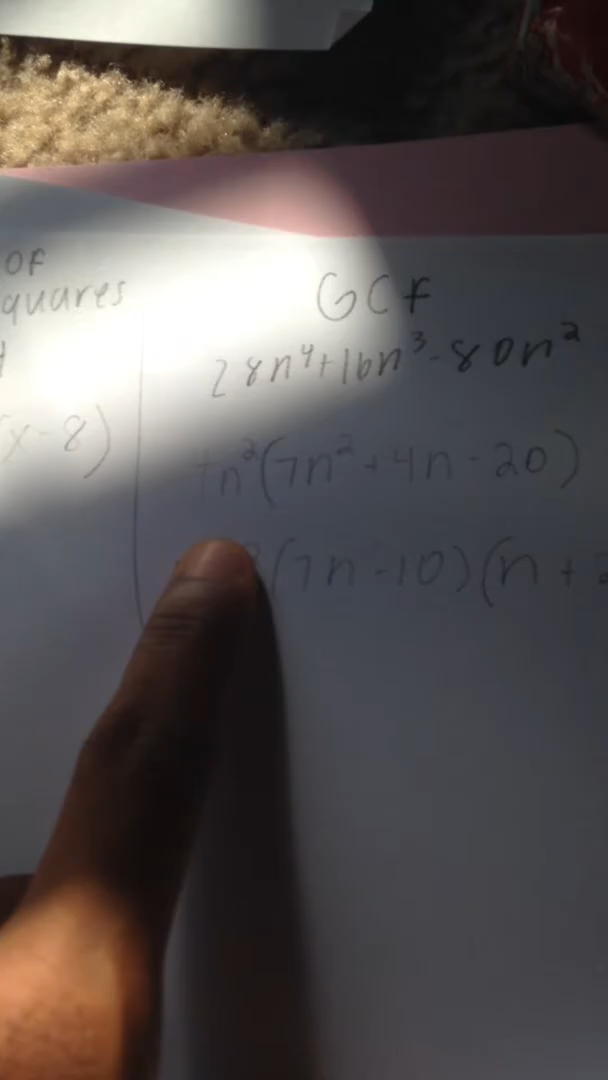 OF
quares
(x-8)
GCF
28n⁴+16n³-80n²
n²(7n²+4n-20)
(7n-10)(n+